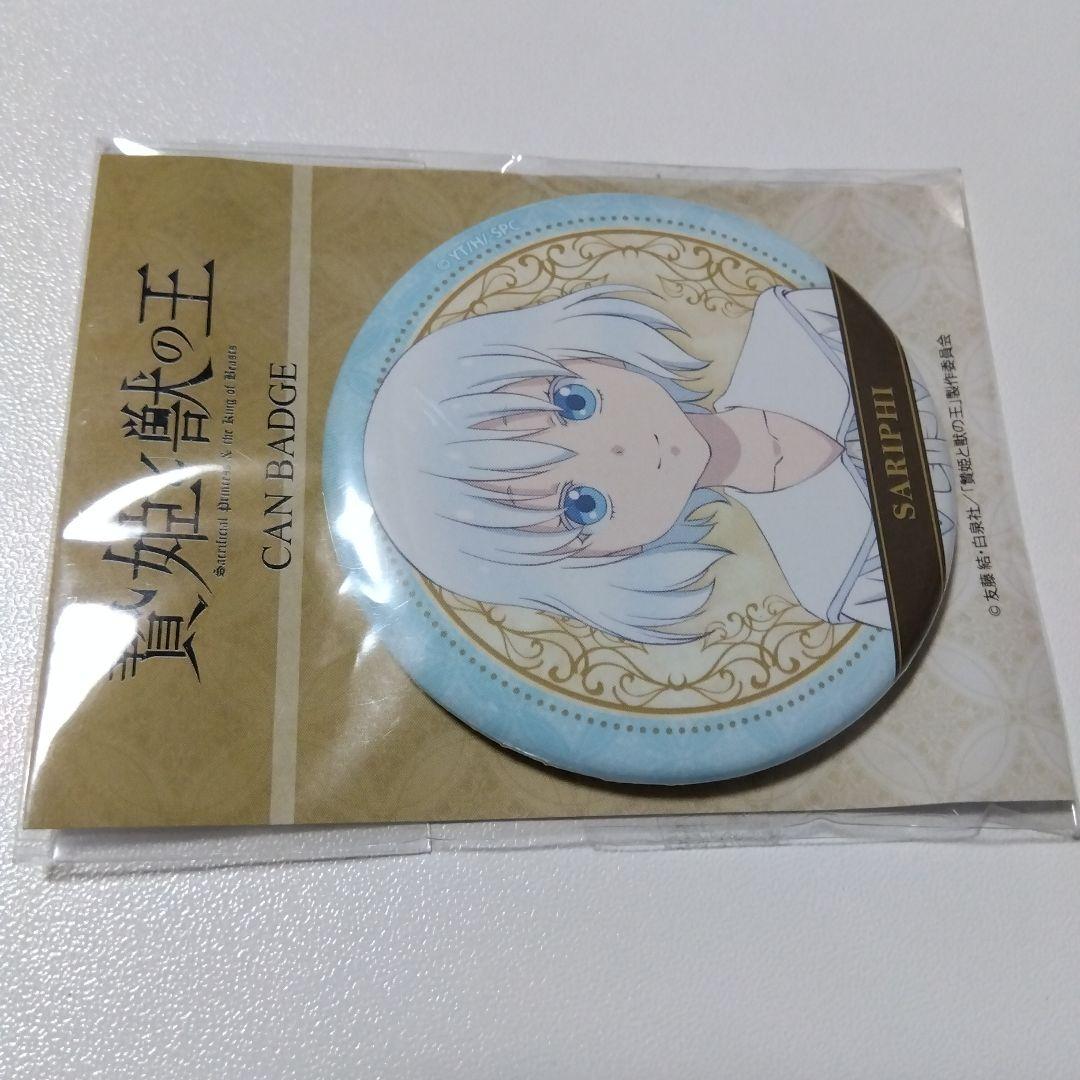 贄姫と獣の王
Sacrificial Princess & the King of Beasts
CAN BADGE
©YT/H/ SPC
SARIPHI
© 友藤 結・白泉社／「贄姫と獣の王」製作委員会